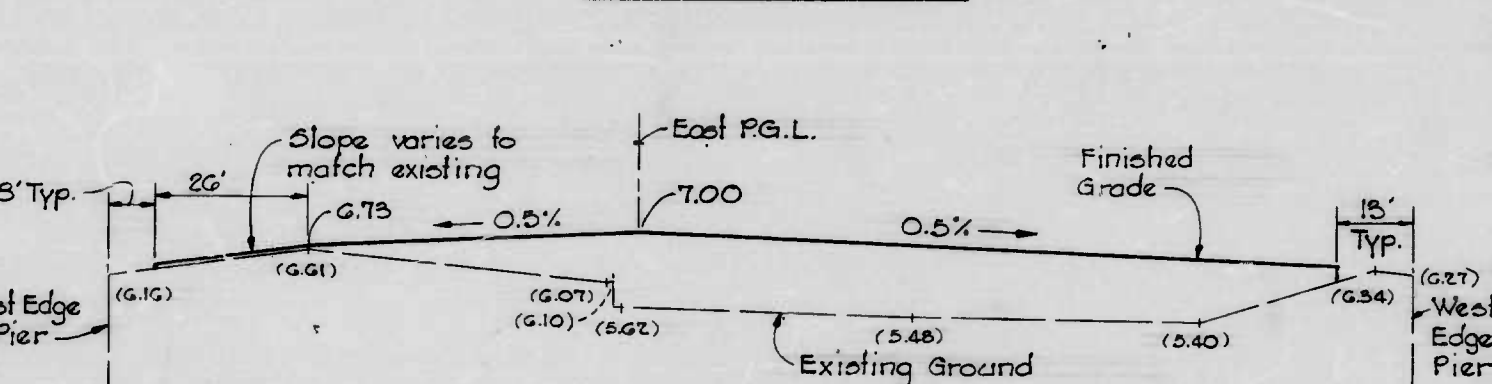 East P.G.L.
Slope varies to
match existing
Finished
Grade
8' Typ.
26'
6.73
0.5%
7.00
0.5%
13'
Typ.
(6.16)
(6.61)
(6.07)
(6.10)
(5.62)
(5.48)
(5.40)
(6.34)
(6.27)
st Edge
Pier
West
Edge
Pier
Existing Ground